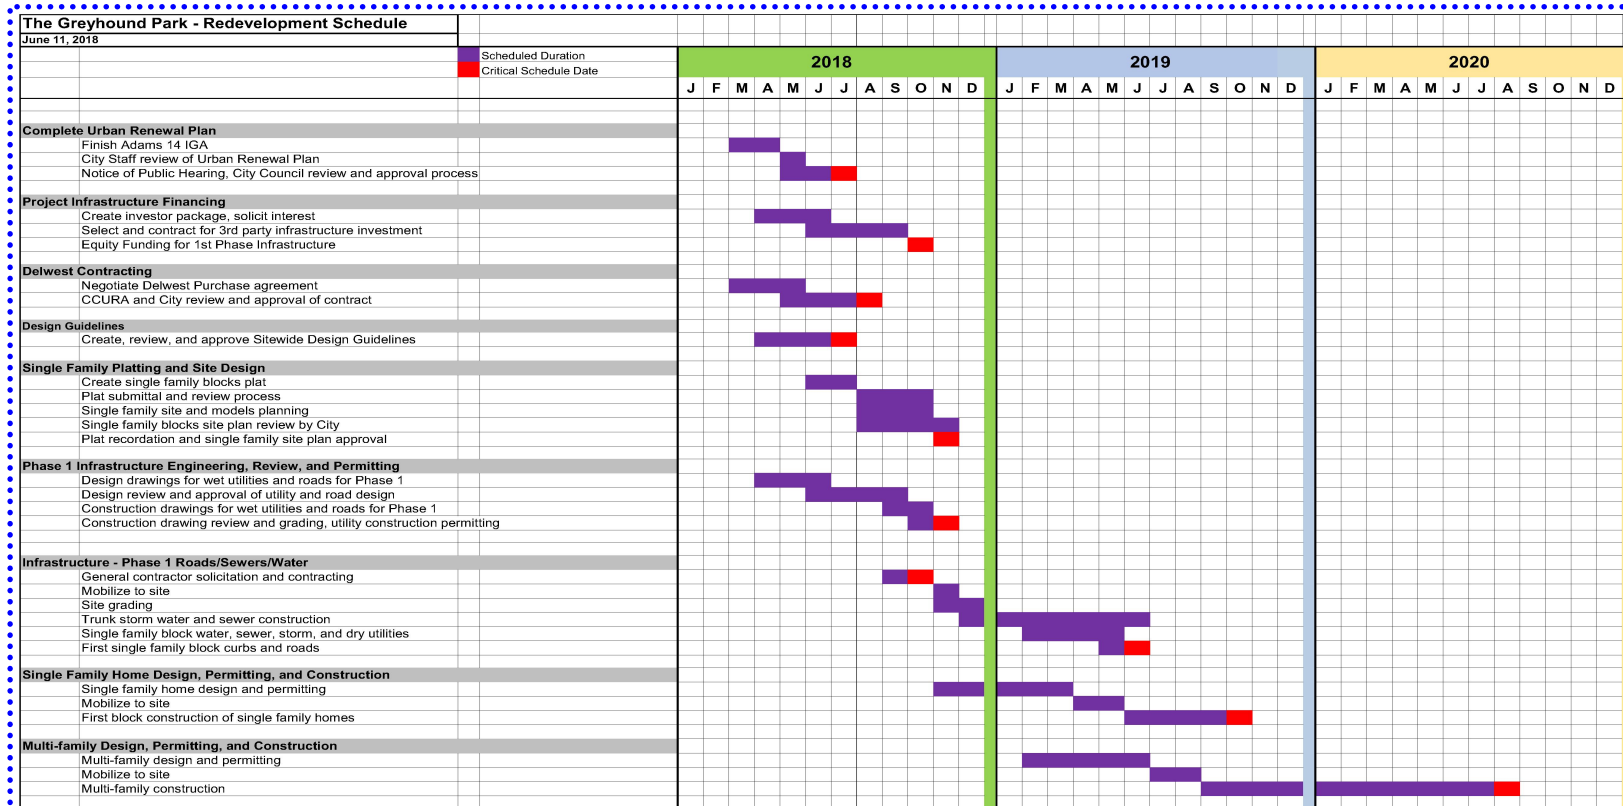 The Greyhound Park - Redevelopment Schedule
June 11, 2018
Scheduled Duration
Critical Schedule Date
2018 2019 2020
J F M A M J J A S O N D J F M A M J J A S O N D J F M A M J J A S O N D
Complete Urban Renewal Plan
Finish Adams 14 IGA
City Staff review of Urban Renewal Plan
Notice of Public Hearing, City Council review and approval process
Project Infrastructure Financing
Create investor package, solicit interest
Select and contract for 3rd party infrastructure investment
Equity Funding for 1st Phase Infrastructure
Delwest Contracting
Negotiate Delwest Purchase agreement
CCURA and City review and approval of contract
Design Guidelines
Create, review, and approve Sitewide Design Guidelines
Single Family Platting and Site Design
Create single family blocks plat
Plat submittal and review process
Single family site and models planning
Single family blocks site plan review by City
Plat recordation and single family site plan approval
Phase 1 Infrastructure Engineering, Review, and Permitting
Design drawings for wet utilities and roads for Phase 1
Design review and approval of utility and road design
Construction drawings for wet utilities and roads for Phase 1
Construction drawing review and grading, utility construction permitting
Infrastructure - Phase 1 Roads/Sewers/Water
General contractor solicitation and contracting
Mobilize to site
Site grading
Trunk storm water and sewer construction
Single family block water, sewer, storm, and dry utilities
First single family block curbs and roads
Single Family Home Design, Permitting, and Construction
Single family home design and permitting
Mobilize to site
First block construction of single family homes
Multi-family Design, Permitting, and Construction
Multi-family design and permitting
Mobilize to site
Multi-family construction